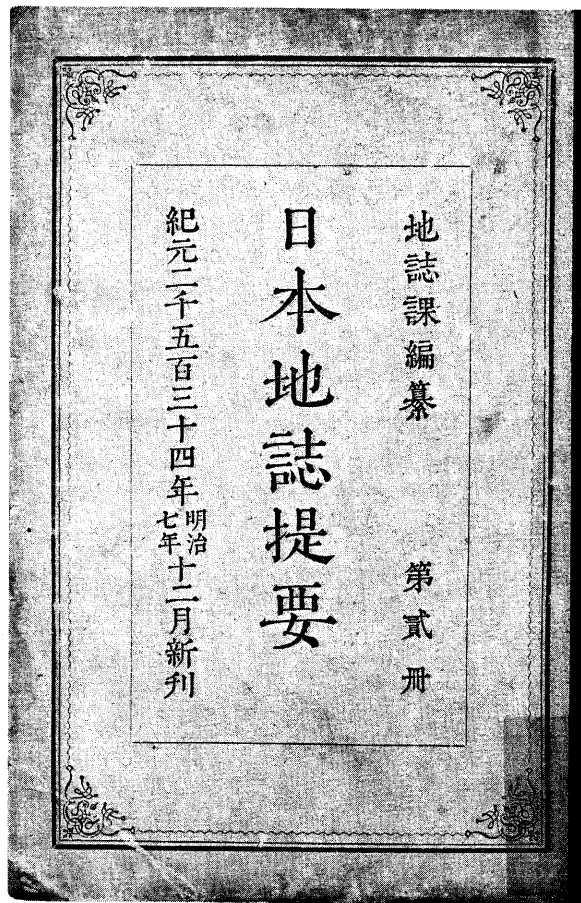 地誌課編纂　第貳冊
日本地誌提要
紀元二千五百三十四年明治七年十二月新刊